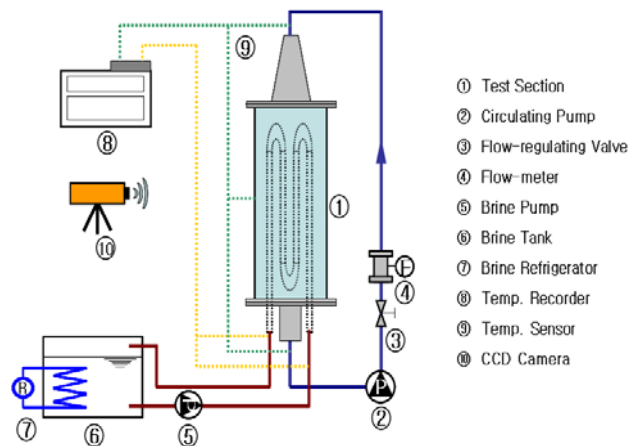 ⑨
⑧
①
⑩
F
④
③
P
②
R
⑦
⑥
⑤
① Test Section
② Circulating Pump
③ Flow-regulating Valve
④ Flow-meter
⑤ Brine Pump
⑥ Brine Tank
⑦ Brine Refrigerator
⑧ Temp. Recorder
⑨ Temp. Sensor
⑩ CCD Camera